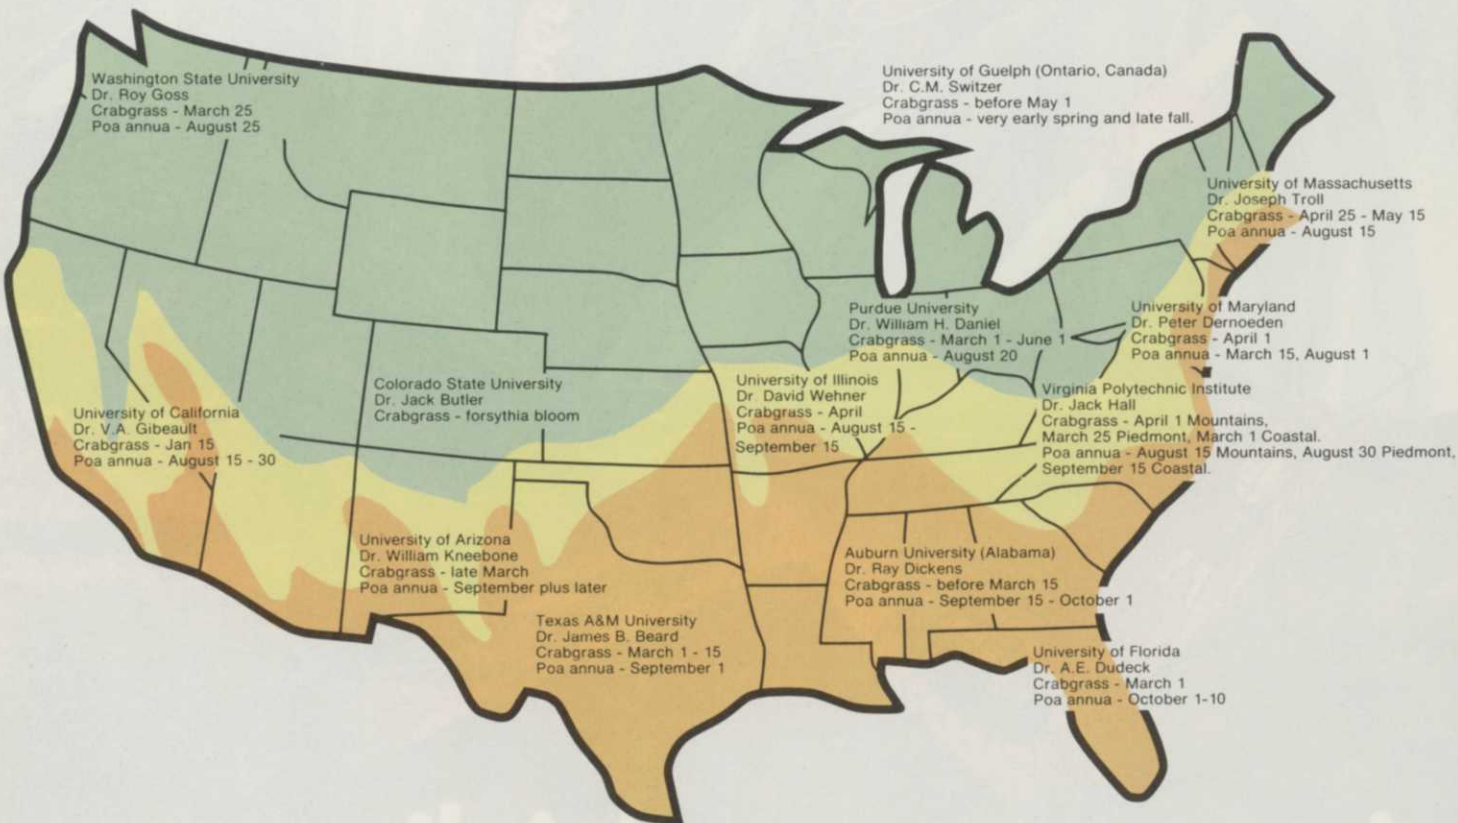 Washington State University
Dr. Roy Goss
Crabgrass - March 25
Poa annua - August 25
University of Guelph (Ontario, Canada)
Dr. C.M. Switzer
Crabgrass - before May 1
Poa annua - very early spring and late fall.
University of Massachusetts
Dr. Joseph Troll
Crabgrass - April 25 - May 15
Poa annua - August 15
Purdue University
Dr. William H. Daniel
Crabgrass - March 1 - June 1
Poa annua - August 20
University of Maryland
Dr. Peter Dernoeden
Crabgrass - April 1
Poa annua - March 15, August 1
Colorado State University
Dr. Jack Butler
Crabgrass - forsythia bloom
University of Illinois
Dr. David Wehner
Crabgrass - April
Poa annua - August 15 -
September 15
Virginia Polytechnic Institute
Dr. Jack Hall
Crabgrass - April 1 Mountains,
March 25 Piedmont, March 1 Coastal.
Poa annua - August 15 Mountains, August 30 Piedmont,
September 15 Coastal.
University of California
Dr. V.A. Gibeault
Crabgrass - Jan 15
Poa annua - August 15 - 30
University of Arizona
Dr. William Kneebone
Crabgrass - late March
Poa annua - September plus later
Auburn University (Alabama)
Dr. Ray Dickens
Crabgrass - before March 15
Poa annua - September 15 - October 1
Texas A&M University
Dr. James B. Beard
Crabgrass - March 1 - 15
Poa annua - September 1
University of Florida
Dr. A.E. Dudeck
Crabgrass - March 1
Poa annua - October 1-10